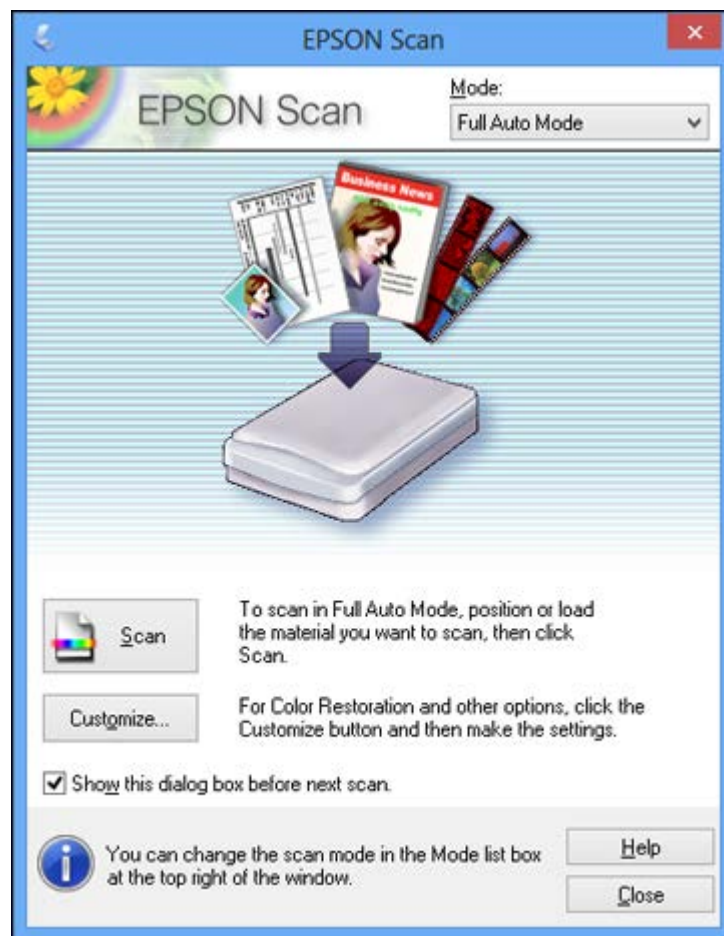 EPSON Scan
EPSON Scan
Mode:
Full Auto Mode
Business News
Scan
To scan in Full Auto Mode, position or load
the material you want to scan, then click
Scan.
Customize...
For Color Restoration and other options, click the
Customize button and then make the settings.
Show this dialog box before next scan.
You can change the scan mode in the Mode list box
at the top right of the window.
Help
Close